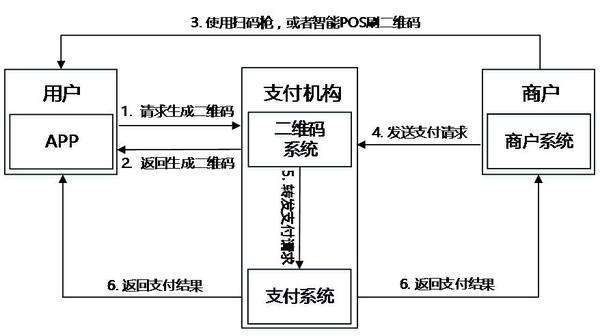 3. 使用扫码枪，或者智能POS刷二维码
用户
APP
1. 请求生成二维码
2. 返回生成二维码
支付机构
二维码
系统
商户
商户系统
4. 发送支付请求
5. 转发支付请求
支付系统
6. 返回支付结果
6. 返回支付结果